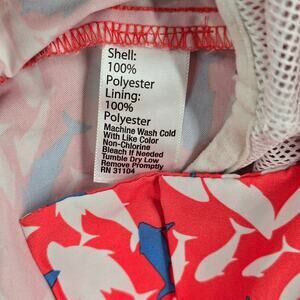 Shell:
100%
Polyester
Lining:
100%
Polyester
Machine Wash Cold
With Like Color
Non-Chlorine
Bleach If Needed
Tumble Dry Low
Remove Promptly
RN 31104